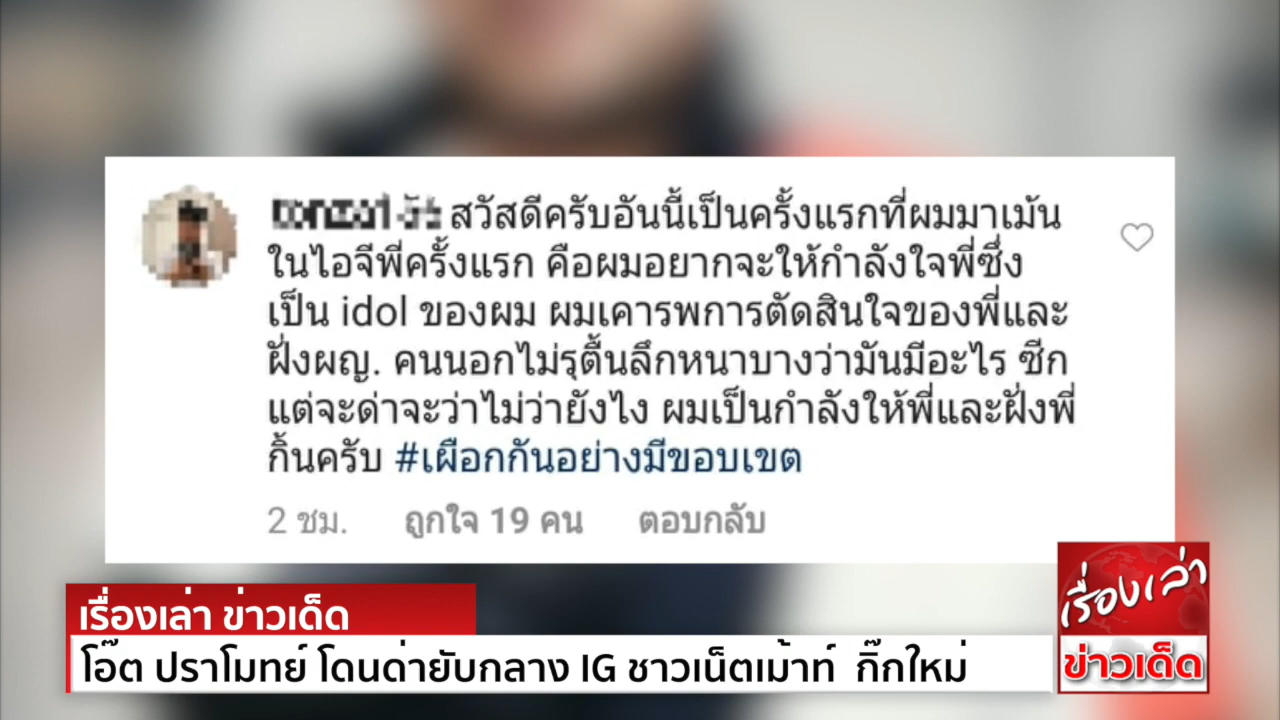 สวัสดีครับอันนี้เป็นครั้งแรกที่ผมมาเม้น
ในไอจีพี่ครั้งแรก คือผมอยากจะให้กำลังใจพี่ซึ่ง
เป็น idol ของผม ผมเคารพการตัดสินใจของพี่และ
ฝั่งผญ. คนนอกไม่รุตื้นลึกหนาบางว่ามันมีอะไร ซีก
แต่จะด่าจะว่าไม่ว่ายังไง ผมเป็นกำลังให้พี่และฝั่งพี่
กิ้นครับ #เผือกกันอย่างมีขอบเขต
2 ชม. ถูกใจ 19 คน ตอบกลับ
เรื่องเล่า ข่าวเด็ด
โอ๊ต ปราโมทย์ โดนด่ายับกลาง IG ชาวเน็ตเม้าท์ กิ๊กใหม่
เรื่องเล่า
ข่าวเด็ด